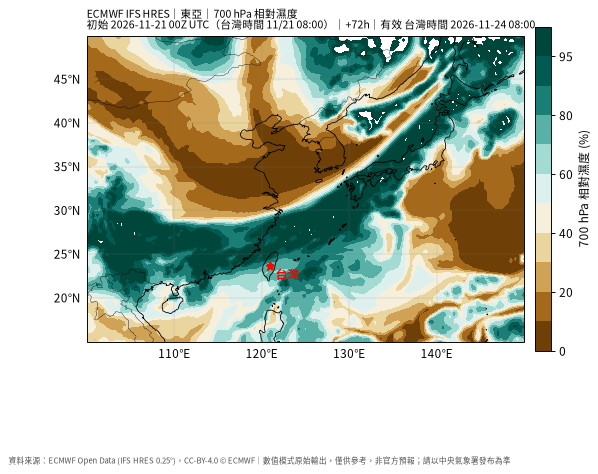 ECMWF IFS HRES｜東亞｜700 hPa 相對濕度
初始 2026-11-21 00Z UTC（台灣時間 11/21 08:00）｜+72h｜有效 台灣時間 2026-11-24 08:00
45°N
40°N
35°N
30°N
25°N
20°N
110°E
120°E
130°E
140°E
台灣
95
80
60
40
20
0
700 hPa 相對濕度 (%)
資料來源：ECMWF Open Data (IFS HRES 0.25°)，CC-BY-4.0 © ECMWF｜數值模式原始輸出，僅供參考，非官方預報；請以中央氣象署發布為準